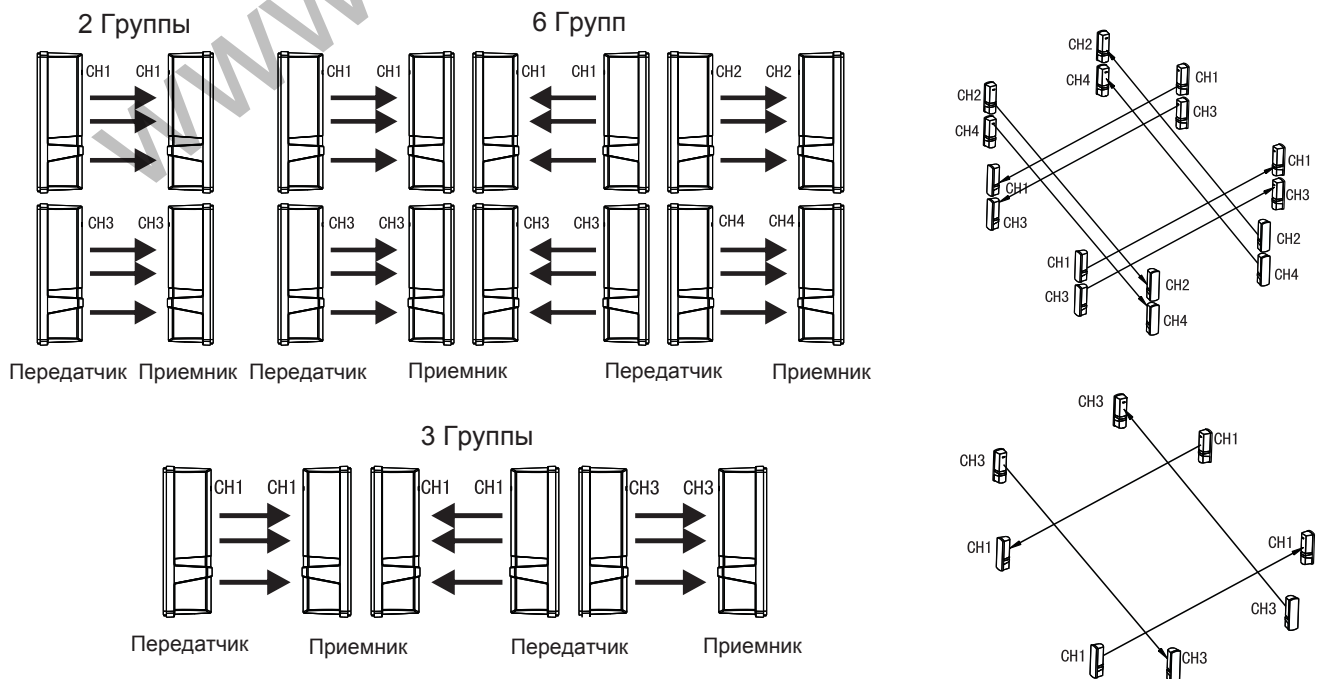 2 Группы
6 Групп
CH1 CH1 CH1 CH1 CH1 CH1 CH2 CH2
CH3 CH3 CH3 CH3 CH3 CH3 CH4 CH4
Передатчик Приемник Передатчик Приемник Передатчик Приемник
3 Группы
CH1 CH1 CH1 CH1 CH3 CH3
Передатчик Приемник Передатчик Приемник
CH2
CH4
CH1
CH3
CH2
CH4
CH1
CH3
CH1
CH3
CH1
CH3
CH2
CH4
CH2
CH4
CH3
CH1
CH3
CH1
CH1
CH3
CH1
CH3
www